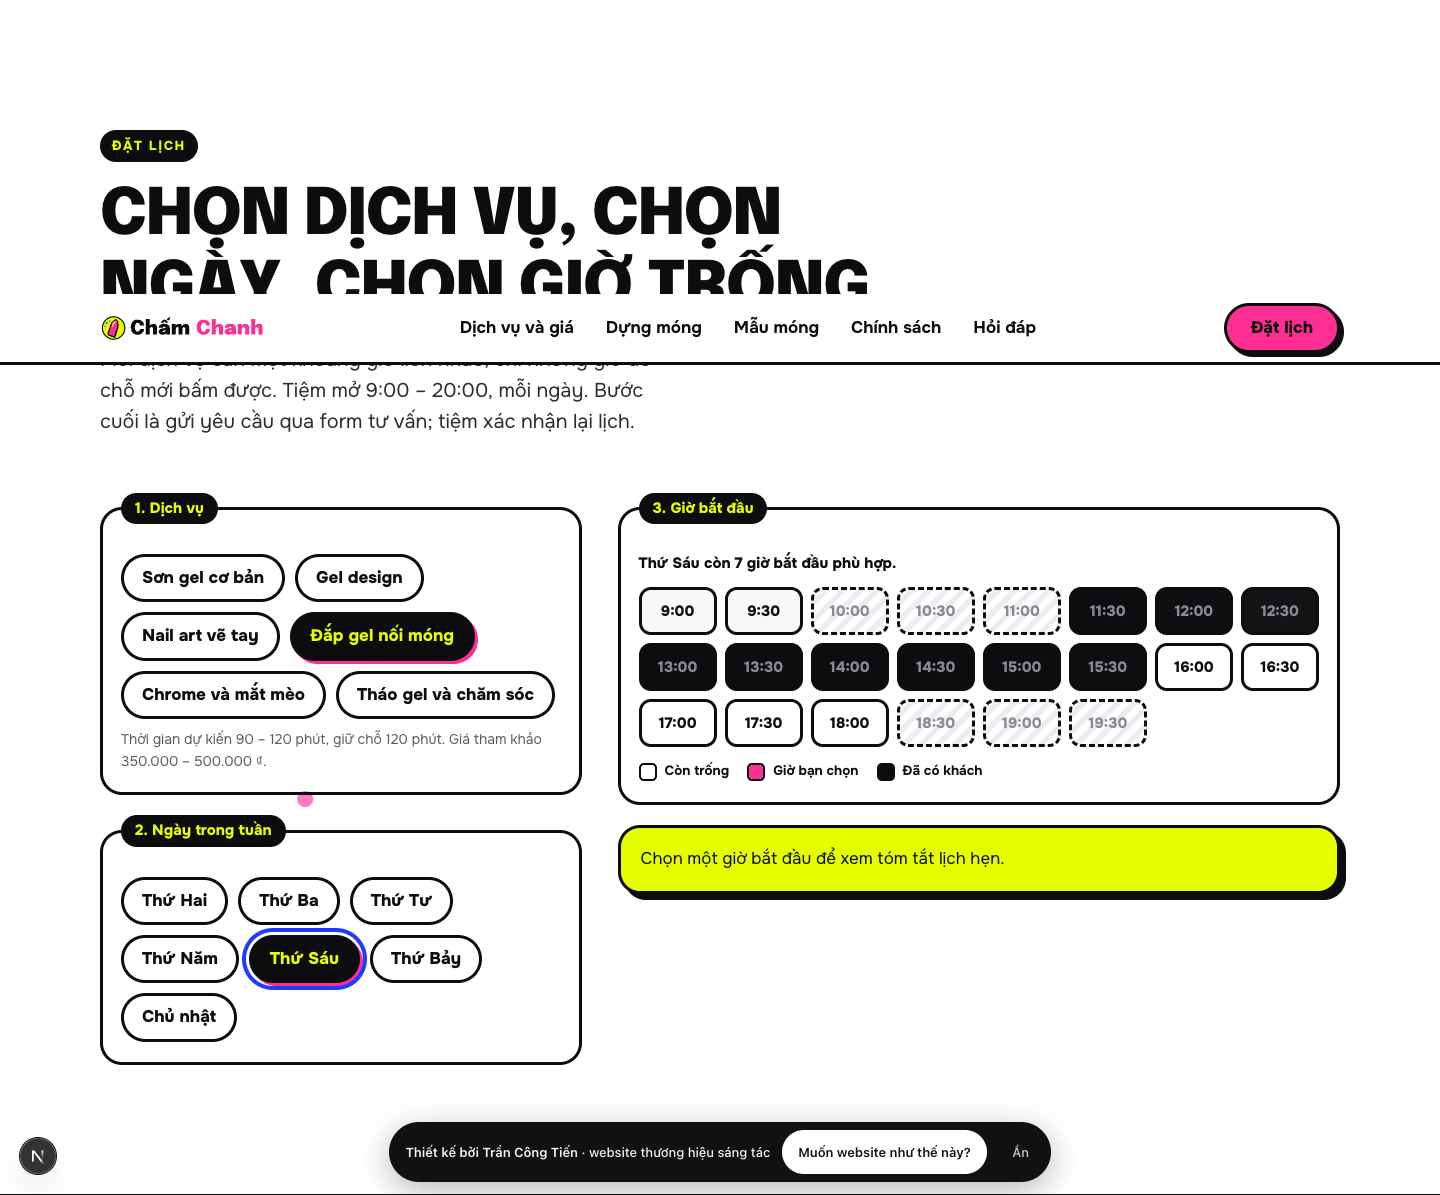 ĐẶT LỊCH
CHỌN DỊCH VỤ, CHỌN
NGÀY, CHỌN GIỜ TRỐNG
Chấm Chanh
Dịch vụ và giá
Dựng móng
Mẫu móng
Chính sách
Hỏi đáp
Đặt lịch
chỗ mới bấm được. Tiệm mở 9:00 – 20:00, mỗi ngày. Bước
cuối là gửi yêu cầu qua form tư vấn; tiệm xác nhận lại lịch.
1. Dịch vụ
Sơn gel cơ bản
Gel design
Nail art vẽ tay
Đắp gel nối móng
Chrome và mắt mèo
Tháo gel và chăm sóc
Thời gian dự kiến 90 – 120 phút, giữ chỗ 120 phút. Giá tham khảo
350.000 – 500.000 ₫.
2. Ngày trong tuần
Thứ Hai
Thứ Ba
Thứ Tư
Thứ Năm
Thứ Sáu
Thứ Bảy
Chủ nhật
3. Giờ bắt đầu
Thứ Sáu còn 7 giờ bắt đầu phù hợp.
9:00
9:30
10:00
10:30
11:00
11:30
12:00
12:30
13:00
13:30
14:00
14:30
15:00
15:30
16:00
16:30
17:00
17:30
18:00
18:30
19:00
19:30
Còn trống
Giờ bạn chọn
Đã có khách
Chọn một giờ bắt đầu để xem tóm tắt lịch hẹn.
Thiết kế bởi Trần Công Tiến · website thương hiệu sáng tác
Muốn website như thế này?
Ẩn